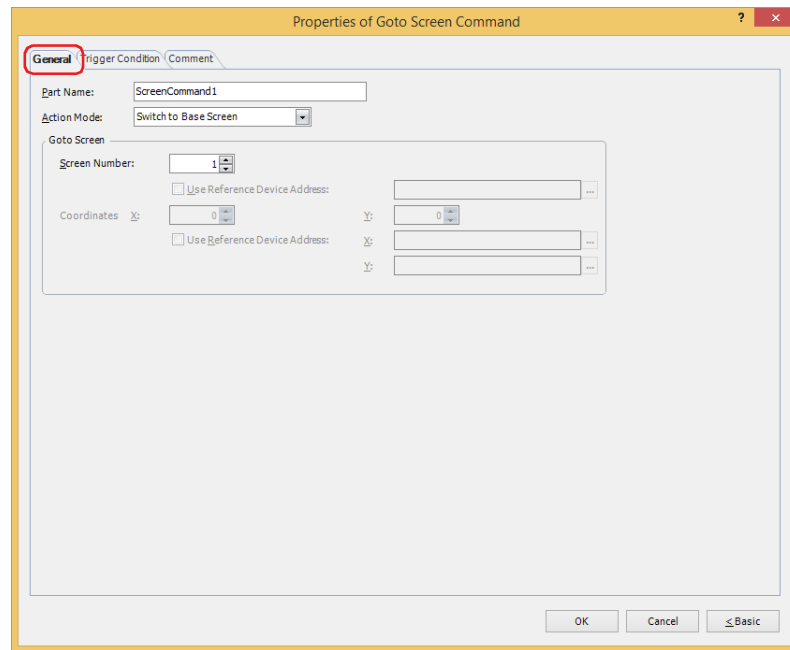 Properties of Goto Screen Command
? ×
General Trigger Condition Comment
Part Name: ScreenCommand1
Action Mode: Switch to Base Screen
Goto Screen
Screen Number: 1
Use Reference Device Address: ...
Coordinates X: 0 Y: 0
Use Reference Device Address: X: ...
Y: ...
OK Cancel < Basic